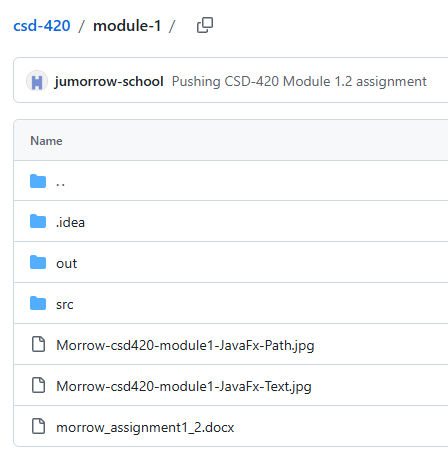 csd-420 / module-1 /
jumorrow-school Pushing CSD-420 Module 1.2 assignment
Name
..
.idea
out
src
Morrow-csd420-module1-JavaFx-Path.jpg
Morrow-csd420-module1-JavaFx-Text.jpg
morrow_assignment1_2.docx